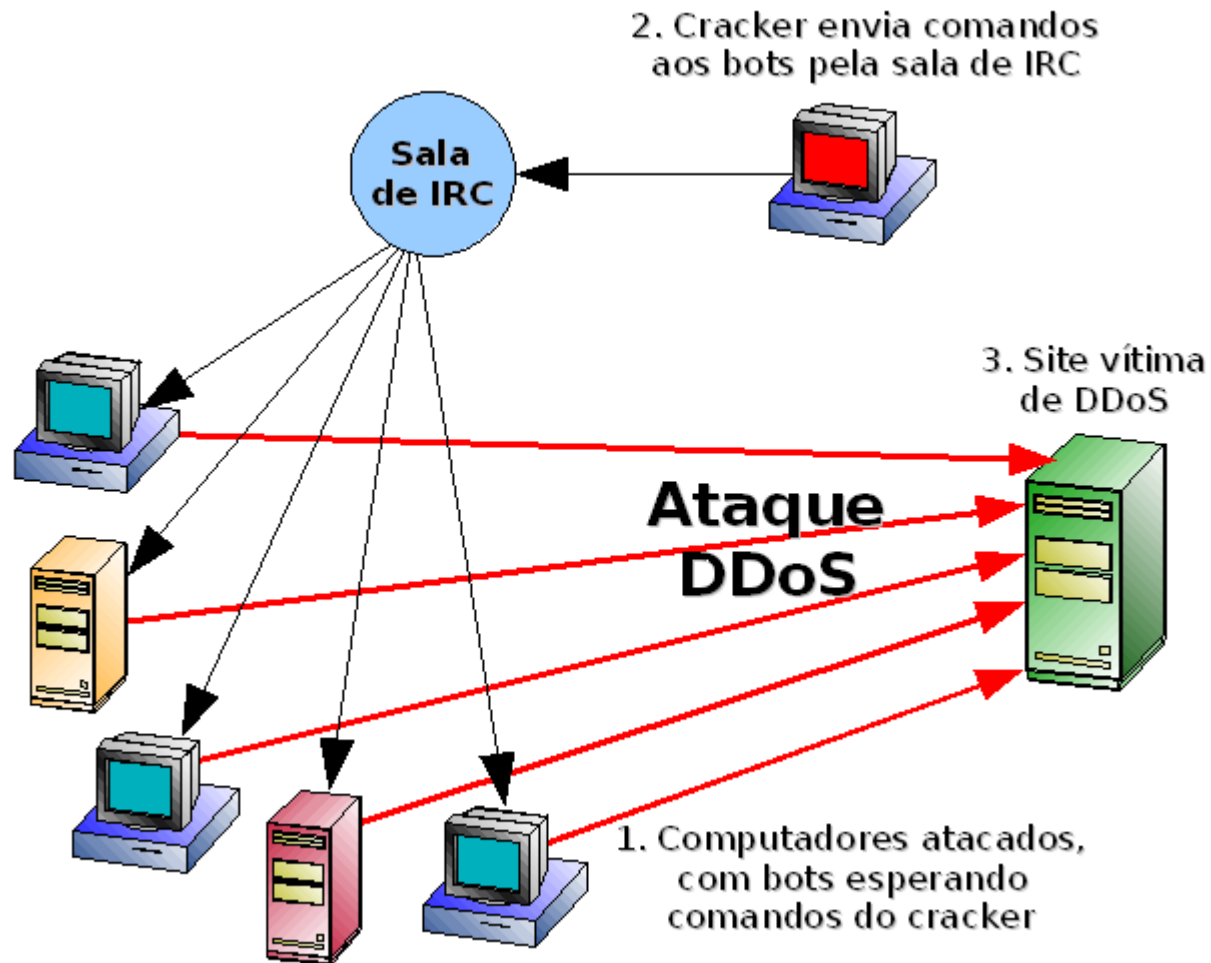 2. Cracker envia comandos
aos bots pela sala de IRC
Sala
de IRC
3. Site vítima
de DDoS
Ataque
DDoS
1. Computadores atacados,
com bots esperando
comandos do cracker